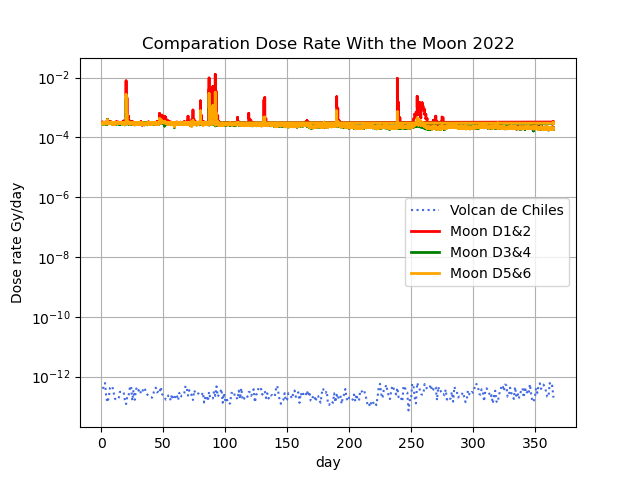 Comparation Dose Rate With the Moon 2022
Dose rate Gy/day
10⁻²
10⁻⁴
10⁻⁶
10⁻⁸
10⁻¹⁰
10⁻¹²
Volcan de Chiles
Moon D1&2
Moon D3&4
Moon D5&6
0 50 100 150 200 250 300 350
day